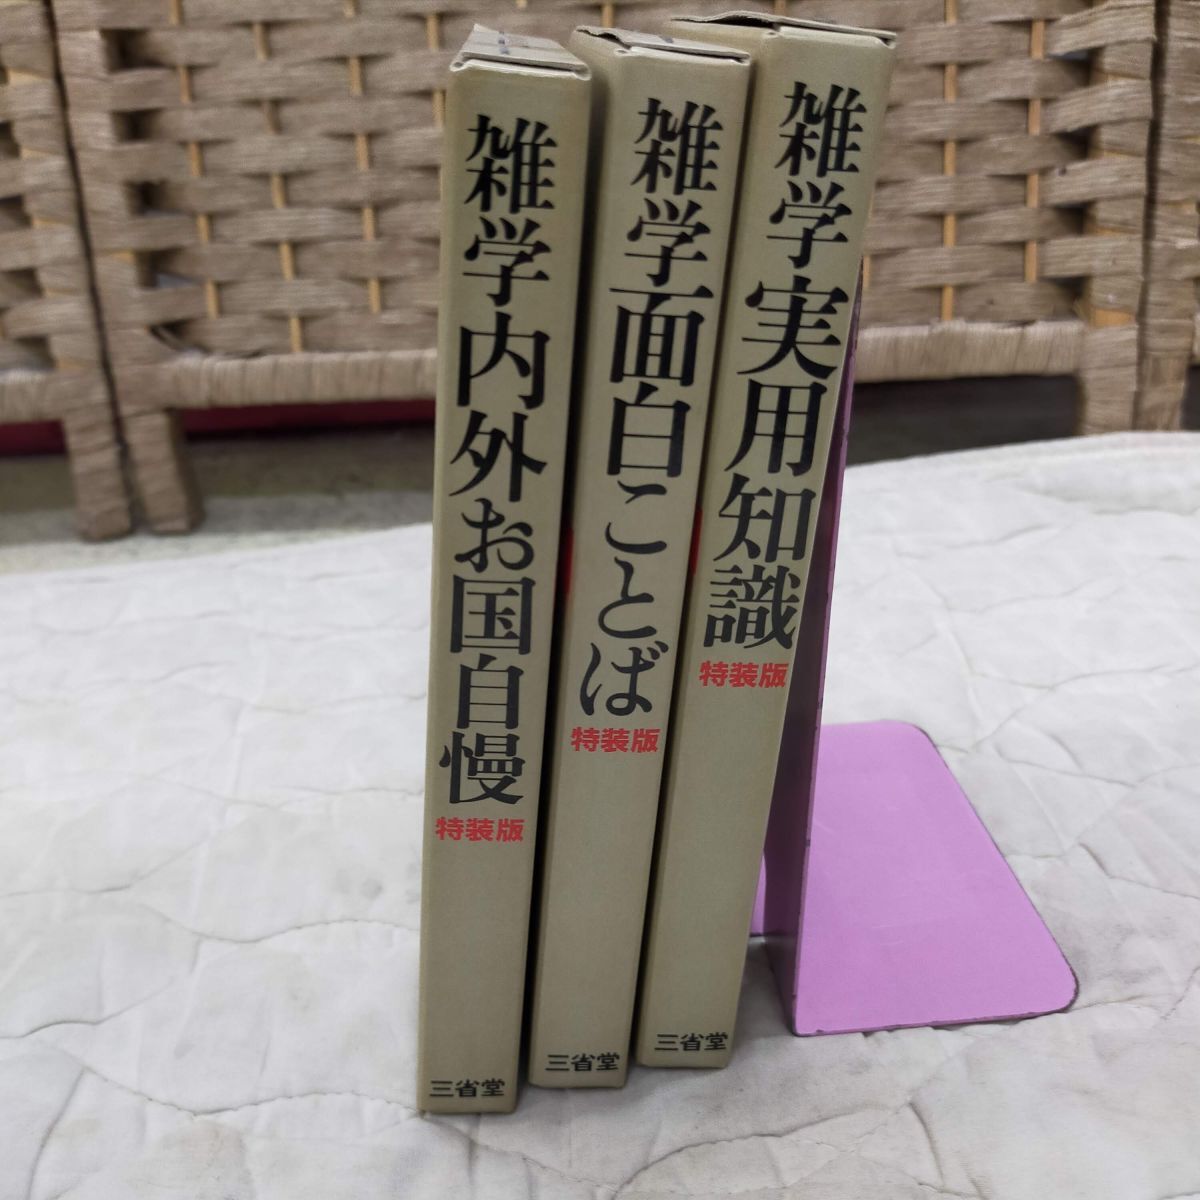 雑学内外お国自慢
特装版
三省堂
雑学面白ことば
特装版
三省堂
雑学実用知識
特装版
三省堂